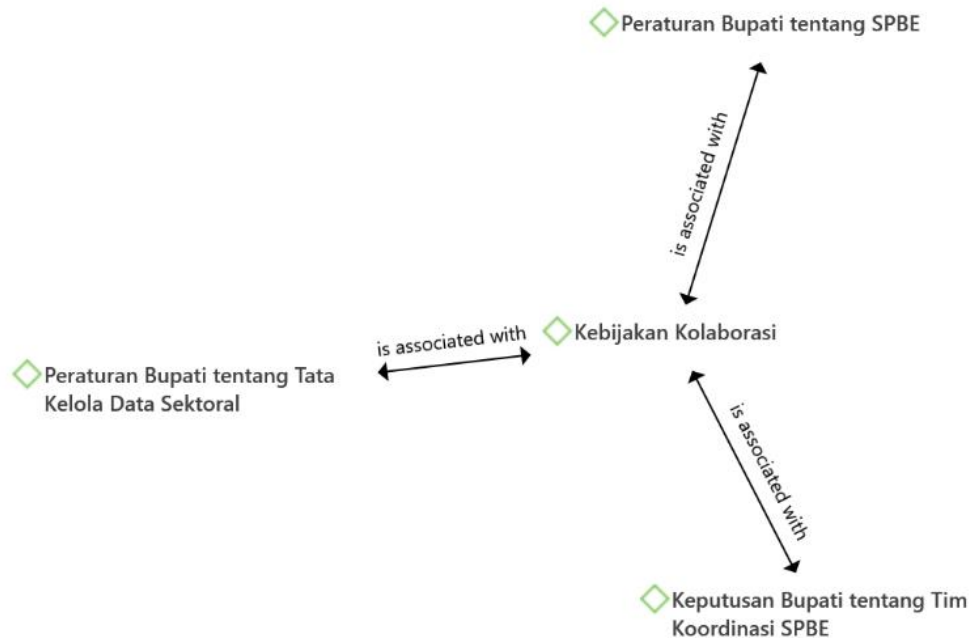 Peraturan Bupati tentang SPBE
is associated with
Kebijakan Kolaborasi
is associated with
Peraturan Bupati tentang Tata
Kelola Data Sektoral
is associated with
Keputusan Bupati tentang Tim
Koordinasi SPBE